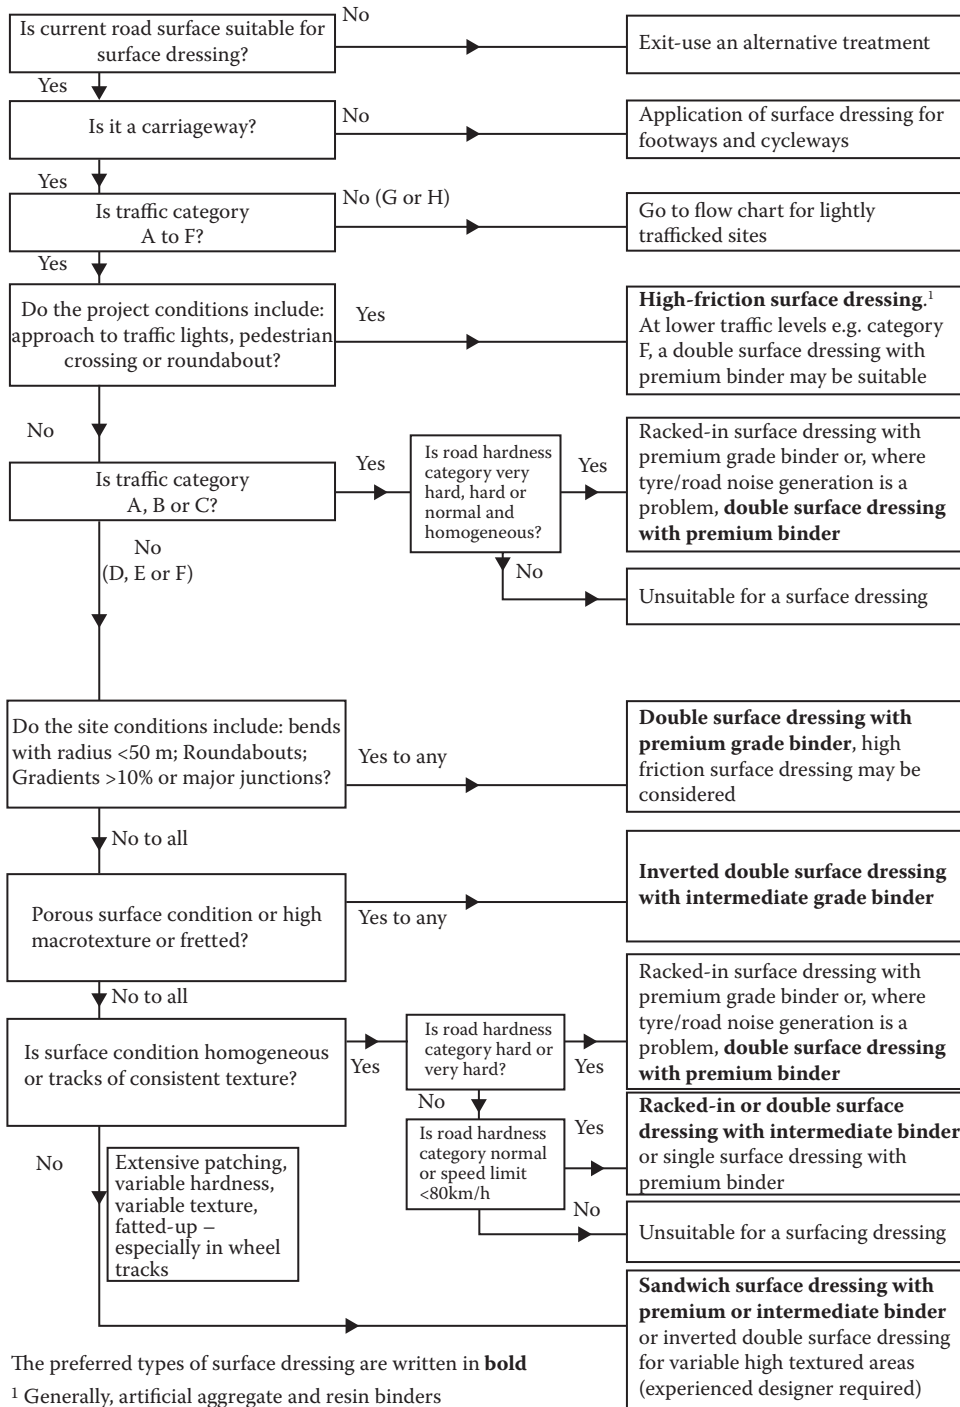 Is current road surface suitable for
surface dressing?
No
Exit-use an alternative treatment
Yes
Is it a carriageway?
No
Application of surface dressing for
footways and cycleways
Yes
Is traffic category
A to F?
No (G or H)
Go to flow chart for lightly
trafficked sites
Yes
Do the project conditions include:
approach to traffic lights, pedestrian
crossing or roundabout?
Yes
High-friction surface dressing.¹
At lower traffic levels e.g. category
F, a double surface dressing with
premium binder may be suitable
No
Is traffic category
A, B or C?
Yes
Is road hardness
category very
hard, hard or
normal and
homogeneous?
Yes
Racked-in surface dressing with
premium grade binder or, where
tyre/road noise generation is a
problem, double surface dressing
with premium binder
No
Unsuitable for a surface dressing
No
(D, E or F)
Do the site conditions include: bends
with radius <50 m; Roundabouts;
Gradients >10% or major junctions?
Yes to any
Double surface dressing with
premium grade binder, high
friction surface dressing may be
considered
No to all
Porous surface condition or high
macrotexture or fretted?
Yes to any
Inverted double surface dressing
with intermediate grade binder
No to all
Is surface condition homogeneous
or tracks of consistent texture?
Yes
Is road hardness
category hard or
very hard?
Yes
Racked-in surface dressing with
premium grade binder or, where
tyre/road noise generation is a
problem, double surface dressing
with premium binder
No
Is road hardness
category normal
or speed limit
<80km/h
Yes
Racked-in or double surface
dressing with intermediate binder
or single surface dressing with
premium binder
No
Unsuitable for a surfacing dressing
No
Extensive patching,
variable hardness,
variable texture,
fatted-up –
especially in wheel
tracks
Sandwich surface dressing with
premium or intermediate binder
or inverted double surface dressing
for variable high textured areas
(experienced designer required)
The preferred types of surface dressing are written in bold
¹ Generally, artificial aggregate and resin binders